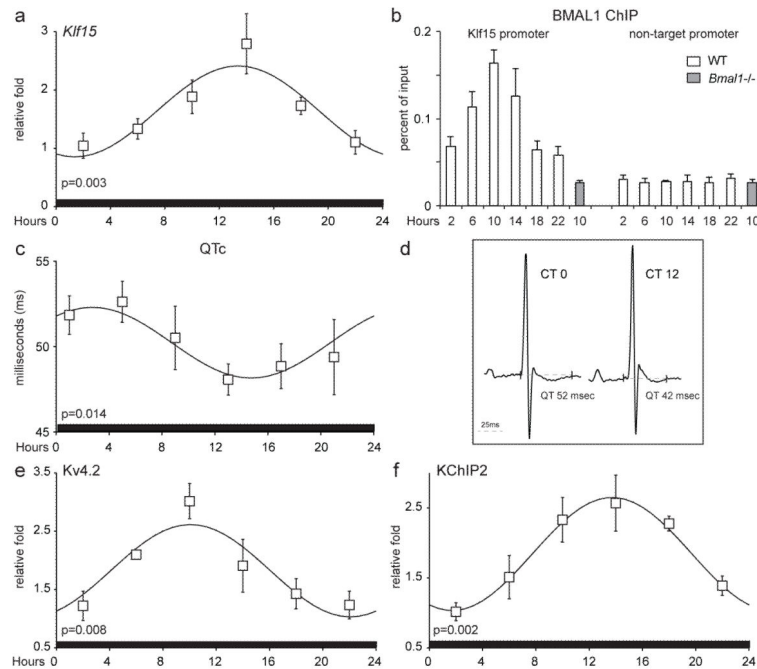 a
Klf15
relative fold
3
2
1
0
p=0.003
Hours 0 4 8 12 16 20 24
b
BMAL1 ChIP
Klf15 promoter
non-target promoter
WT
Bmal1-/-
percent of input
0.2
0.1
0
Hours 2 6 10 14 18 22 10 2 6 10 14 18 22 10
c
QTc
milliseconds (ms)
55
50
45
p=0.014
Hours 0 4 8 12 16 20 24
d
CT 0
CT 12
QT 52 msec
QT 42 msec
25ms
e
Kv4.2
relative fold
3.5
2.5
1.5
0.5
p=0.008
Hours 0 4 8 12 16 20 24
f
KChIP2
relative fold
2.5
1.5
0.5
p=0.002
Hours 0 4 8 12 16 20 24